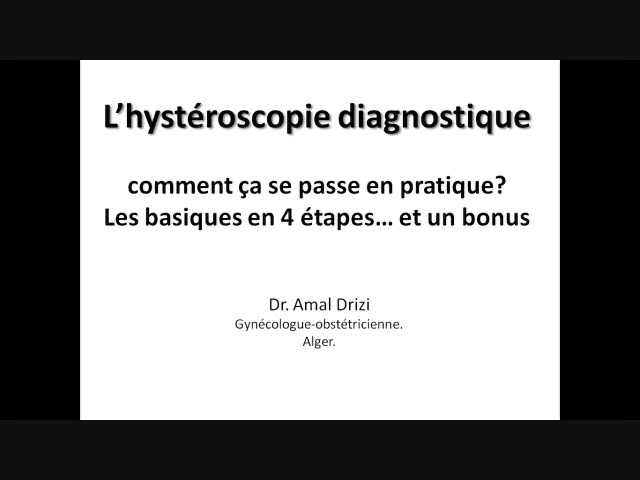 L'hystéroscopie diagnostique
comment ça se passe en pratique?
Les basiques en 4 étapes… et un bonus
Dr. Amal Drizi
Gynécologue-obstétricienne.
Alger.